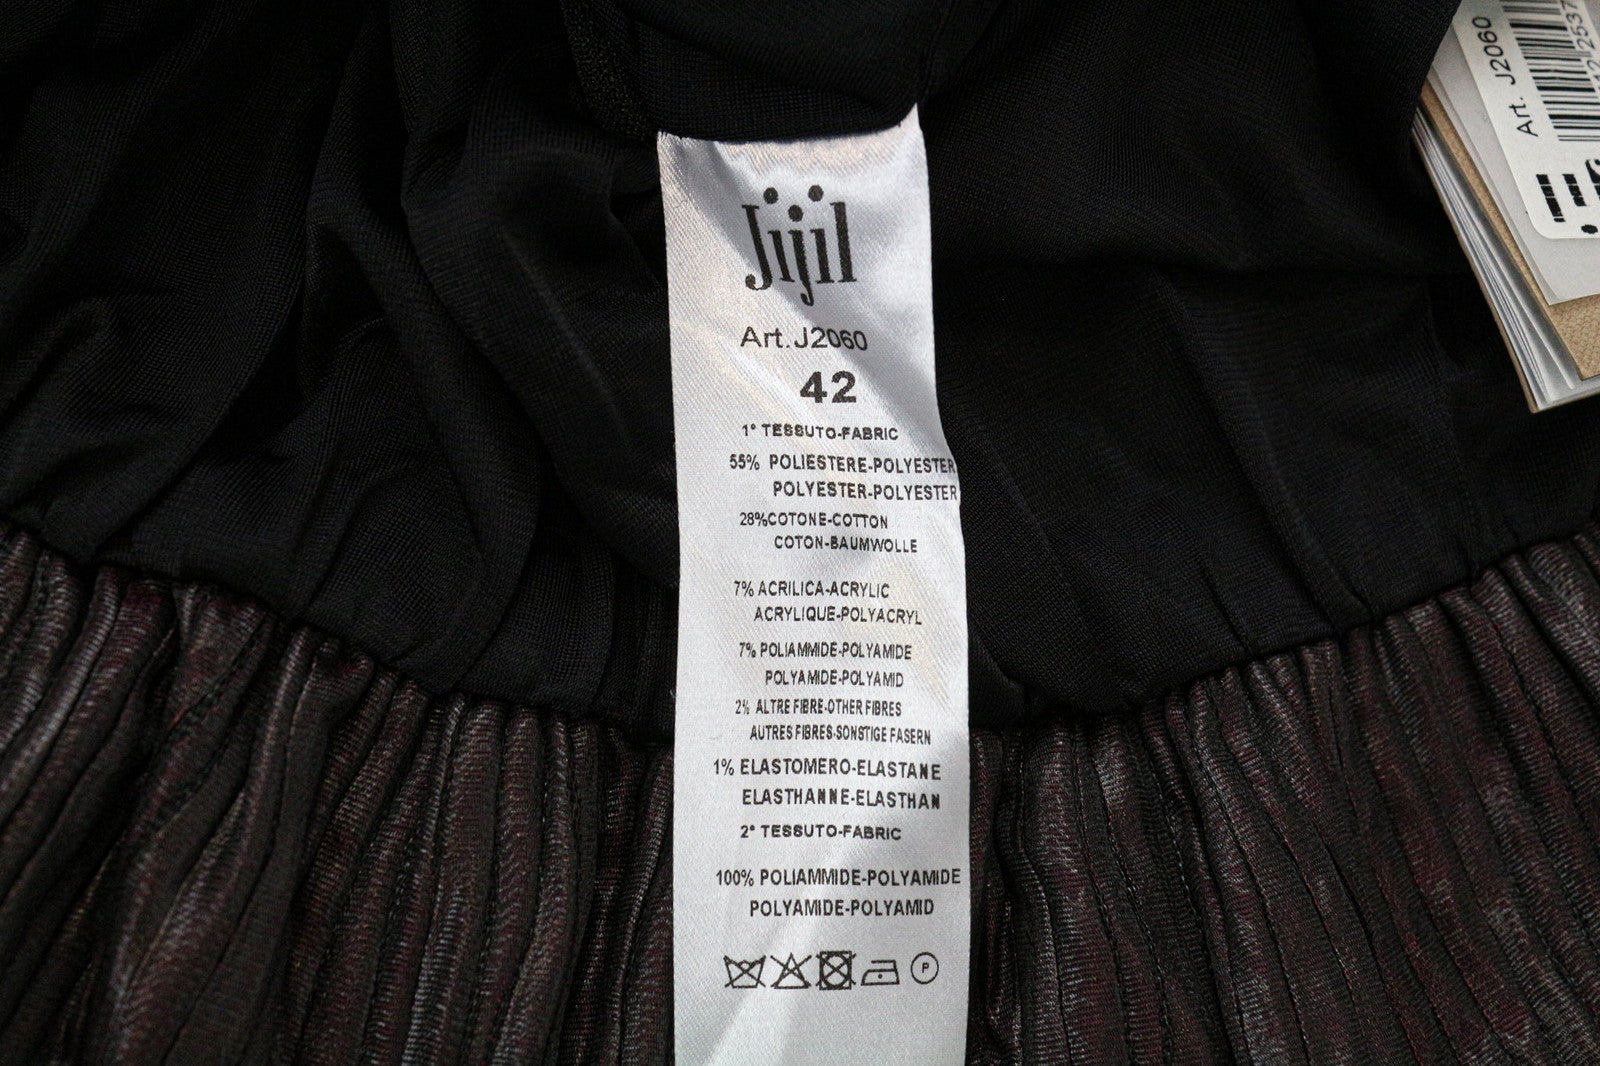 Jijil
Art.J2060
42
1° TESSUTO-FABRIC
55% POLIESTERE-POLYESTER
POLYESTER-POLYESTER
28%COTONE-COTTON
COTON-BAUMWOLLE
7% ACRILICA-ACRYLIC
ACRYLIQUE-POLYACRYL
7% POLIAMMIDE-POLYAMIDE
POLYAMIDE-POLYAMID
2% ALTRE FIBRE-OTHER FIBRES
AUTRES FIBRES-SONSTIGE FASERN
1% ELASTOMERO-ELASTANE
ELASTHANNE-ELASTHAN
2° TESSUTO-FABRIC
100% POLIAMMIDE-POLYAMIDE
POLYAMIDE-POLYAMID
P
Art. J2060